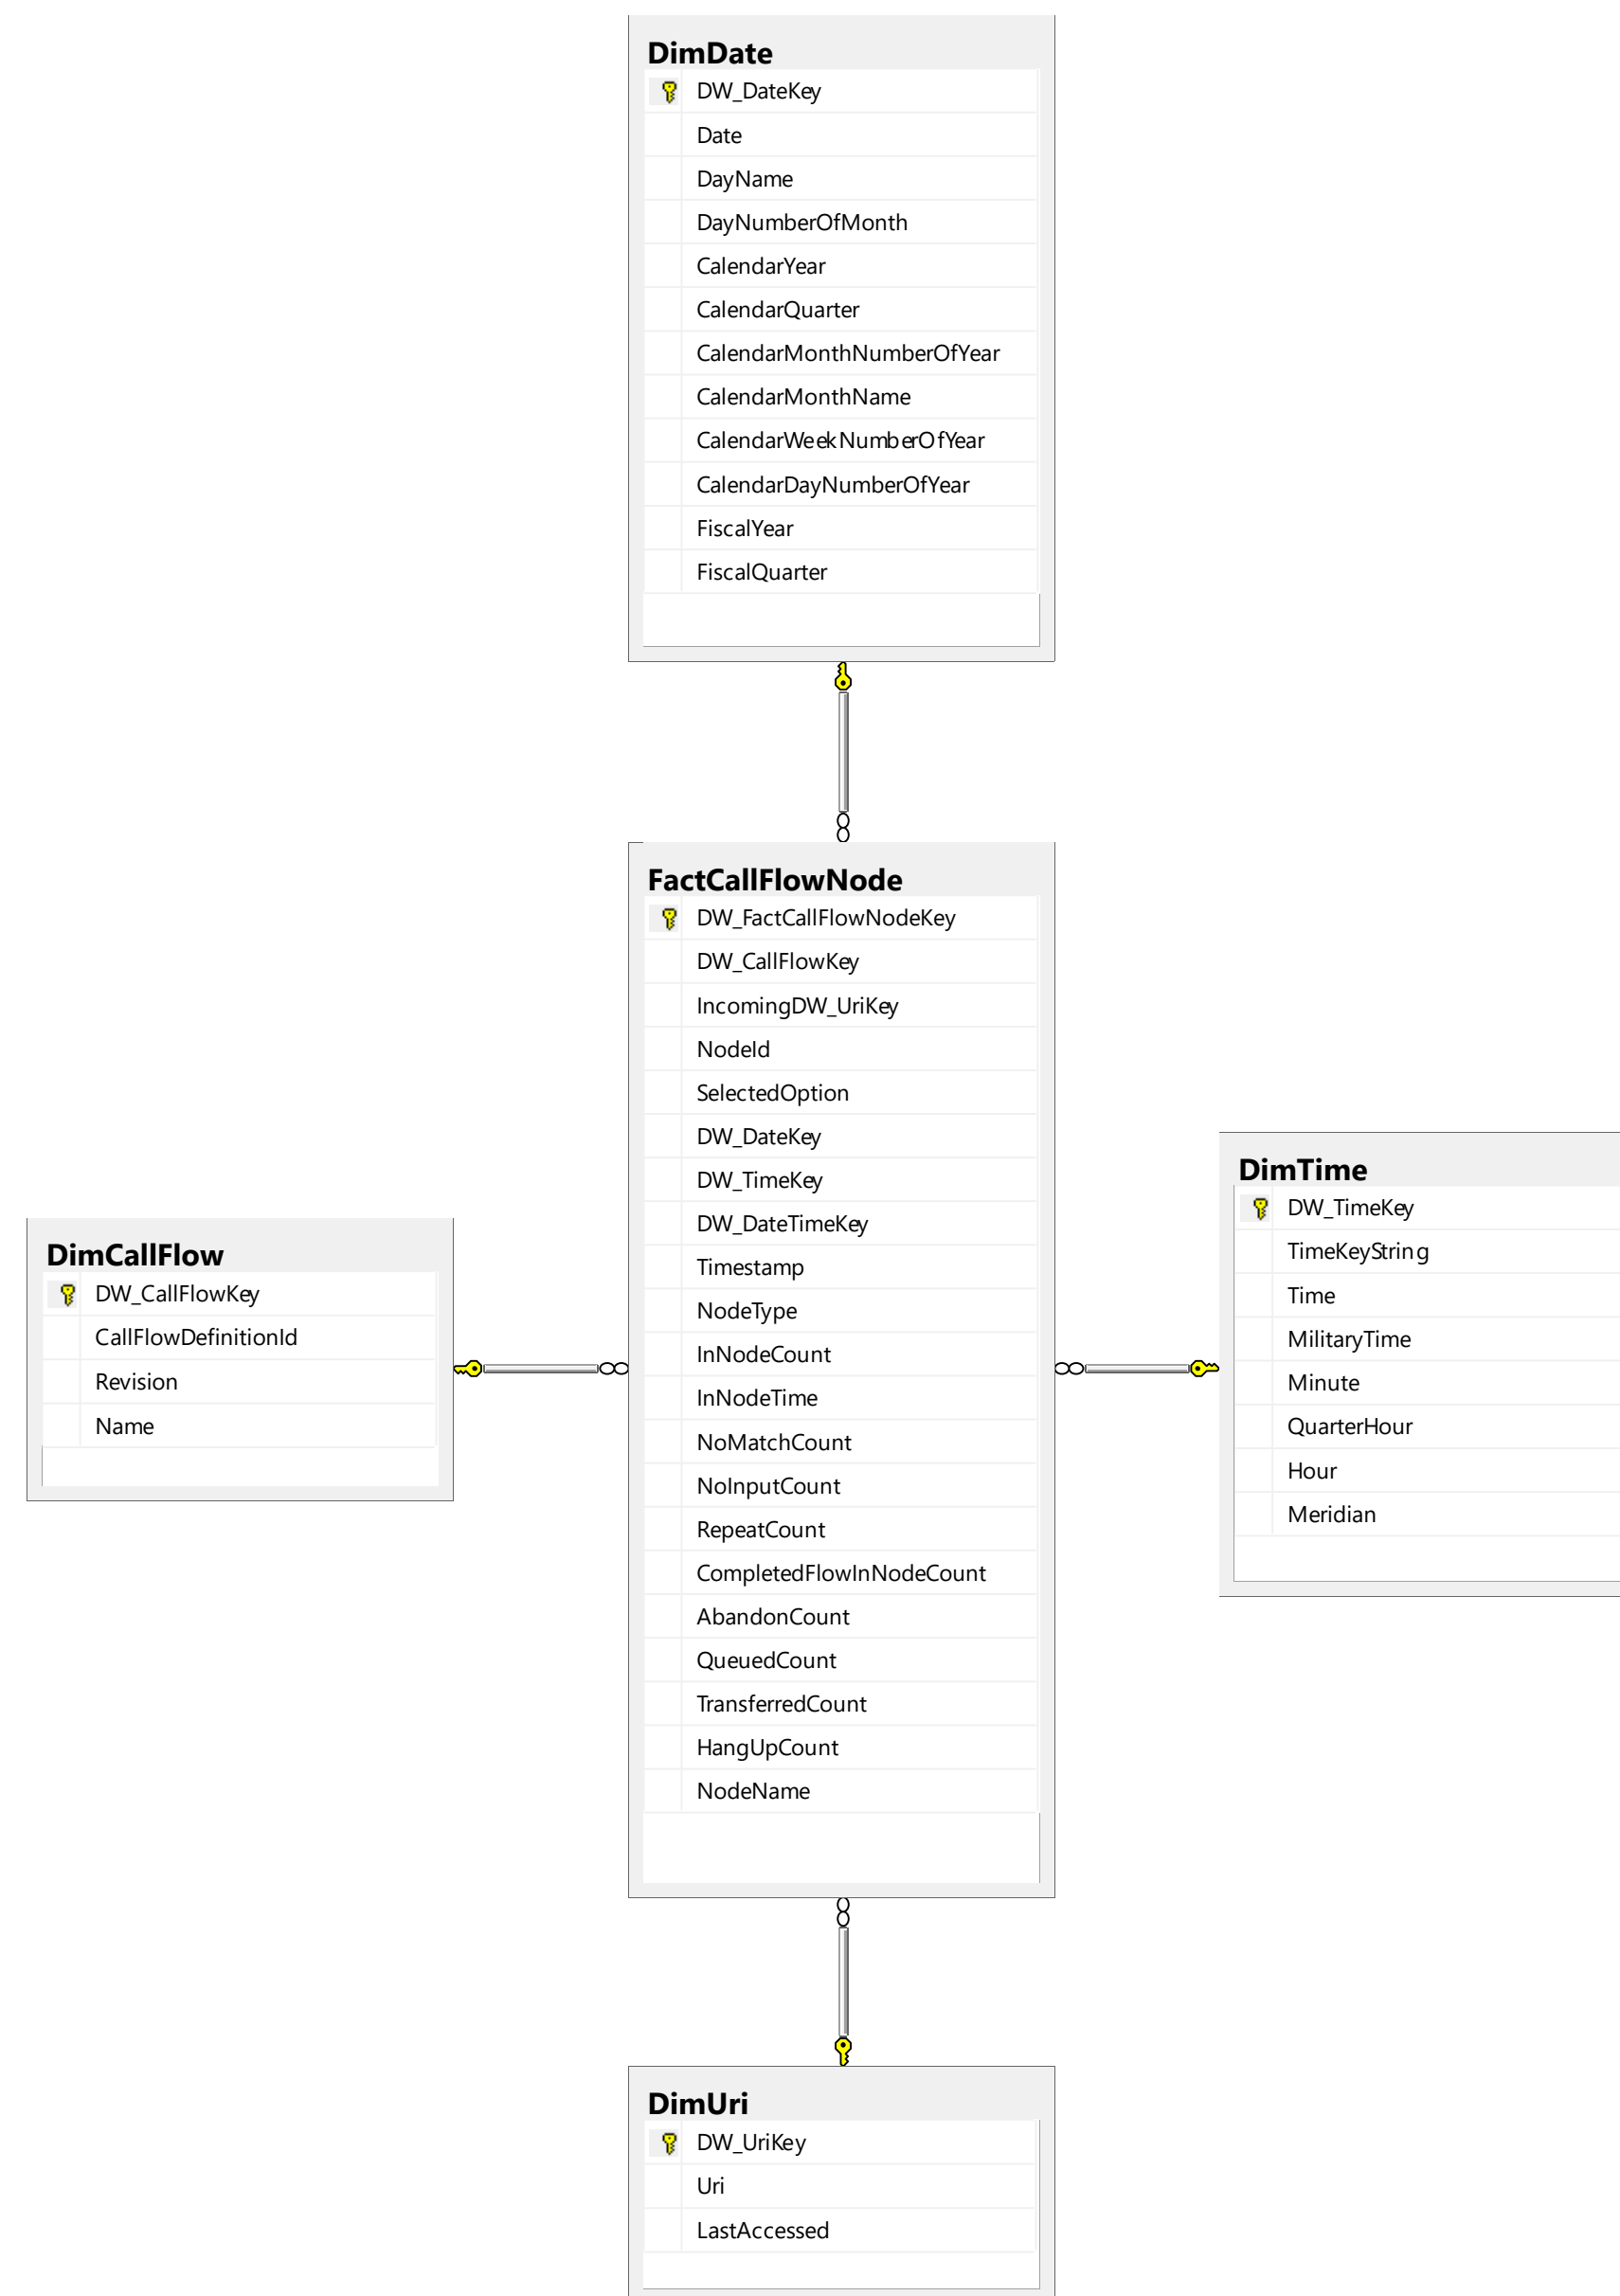 DimDate
DW_DateKey
Date
DayName
DayNumberOfMonth
CalendarYear
CalendarQuarter
CalendarMonthNumberOfYear
CalendarMonthName
CalendarWeekNumberOfYear
CalendarDayNumberOfYear
FiscalYear
FiscalQuarter
FactCallFlowNode
DW_FactCallFlowNodeKey
DW_CallFlowKey
IncomingDW_UriKey
NodeId
SelectedOption
DW_DateKey
DW_TimeKey
DW_DateTimeKey
Timestamp
NodeType
InNodeCount
InNodeTime
NoMatchCount
NoInputCount
RepeatCount
CompletedFlowInNodeCount
AbandonCount
QueuedCount
TransferredCount
HangUpCount
NodeName
DimCallFlow
DW_CallFlowKey
CallFlowDefinitionId
Revision
Name
DimTime
DW_TimeKey
TimeKeyString
Time
MilitaryTime
Minute
QuarterHour
Hour
Meridian
DimUri
DW_UriKey
Uri
LastAccessed